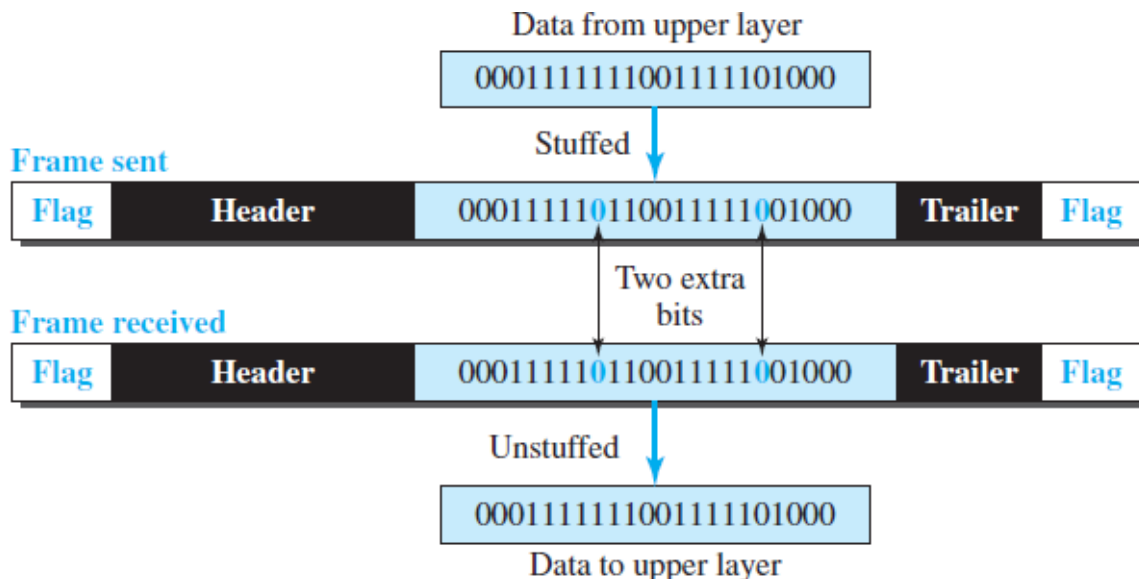 Data from upper layer
0001111111001111101000
Stuffed
Frame sent
Flag Header 000111110110011111001000 Trailer Flag
Two extra
bits
Frame received
Flag Header 000111110110011111001000 Trailer Flag
Unstuffed
0001111111001111101000
Data to upper layer